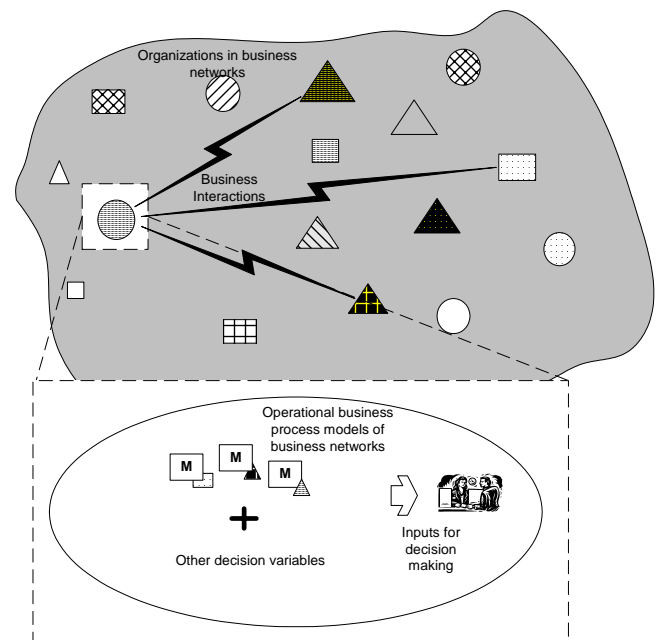 Organizations in business
networks
Business
Interactions
Operational business
process models of
business networks
M
M
M
Other decision variables
Inputs for
decision
making